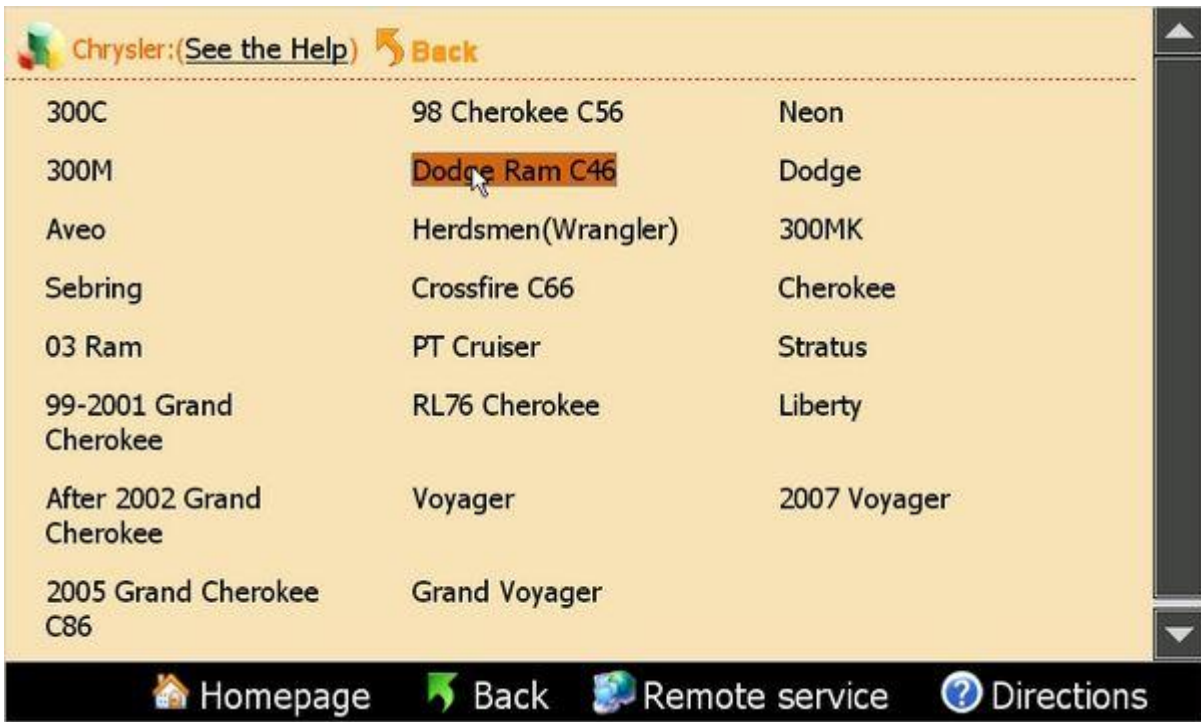 Chrysler:(See the Help) Back
300C 98 Cherokee C56 Neon
300M Dodge Ram C46 Dodge
Aveo Herdsmen(Wrangler) 300MK
Sebring Crossfire C66 Cherokee
03 Ram PT Cruiser Stratus
99-2001 Grand RL76 Cherokee Liberty
Cherokee
After 2002 Grand Voyager 2007 Voyager
Cherokee
2005 Grand Cherokee Grand Voyager
C86
Homepage Back Remote service Directions